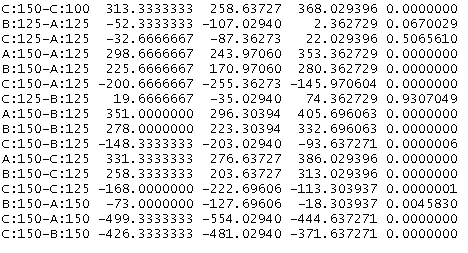 C:150-C:100 313.3333333 258.63727 368.029396 0.0000000
B:125-A:125 -52.3333333 -107.02940 2.362729 0.0670029
C:125-A:125 -32.6666667 -87.36273 22.029396 0.5065610
A:150-A:125 298.6666667 243.97060 353.362729 0.0000000
B:150-A:125 225.6666667 170.97060 280.362729 0.0000000
C:150-A:125 -200.6666667 -255.36273 -145.970604 0.0000000
C:125-B:125 19.6666667 -35.02940 74.362729 0.9307049
A:150-B:125 351.0000000 296.30394 405.696063 0.0000000
B:150-B:125 278.0000000 223.30394 332.696063 0.0000000
C:150-B:125 -148.3333333 -203.02940 -93.637271 0.0000006
A:150-C:125 331.3333333 276.63727 386.029396 0.0000000
B:150-C:125 258.3333333 203.63727 313.029396 0.0000000
C:150-C:125 -168.0000000 -222.69606 -113.303937 0.0000001
B:150-A:150 -73.0000000 -127.69606 -18.303937 0.0045830
C:150-A:150 -499.3333333 -554.02940 -444.637271 0.0000000
C:150-B:150 -426.3333333 -481.02940 -371.637271 0.0000000